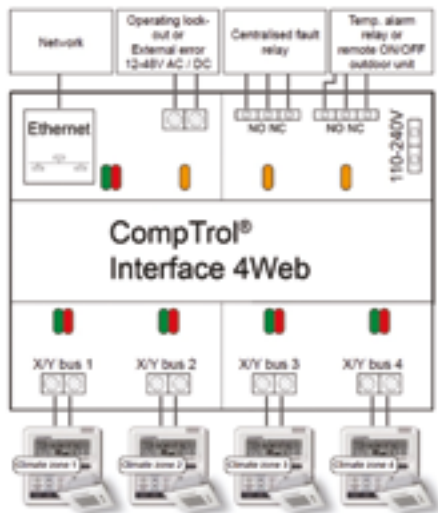 Network
Operating lock-
out or
External error
12-48V AC / DC
Centralised fault
relay
Temp. alarm
relay or
remote ON/OFF
outdoor unit
Ethernet
NO NC
NO NC
110-240V
CompTrol®
Interface 4Web
X/Y bus 1
X/Y bus 2
X/Y bus 3
X/Y bus 4
Climate zone 1
Climate zone 2
Climate zone 3
Climate zone 4